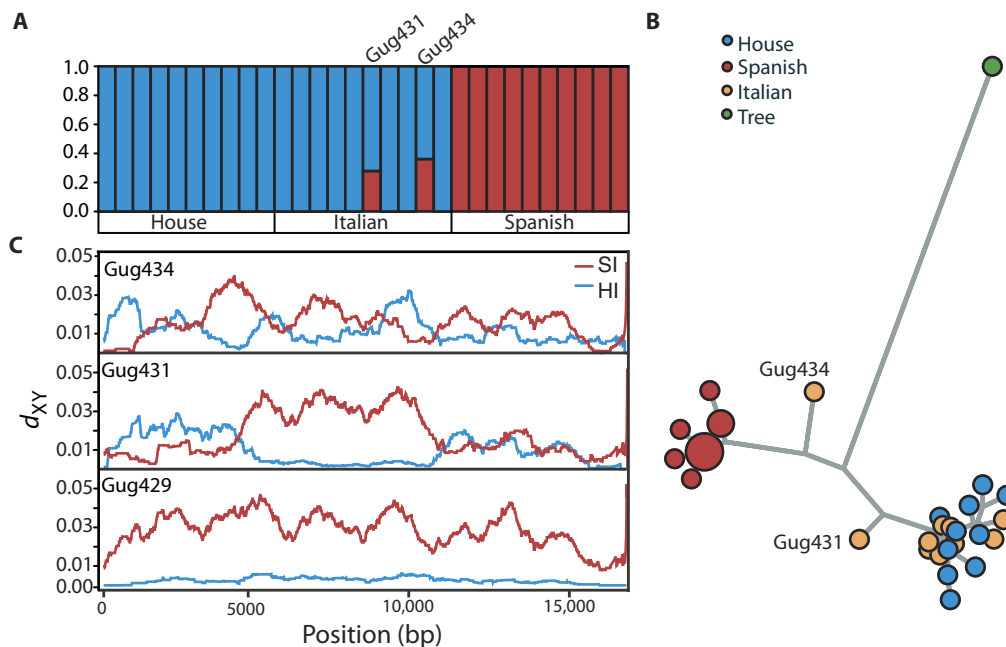 A
Gug431
Gug434
1.0
0.8
0.6
0.4
0.2
0.0
House
Italian
Spanish
C
0.05
0.03
0.01
Gug434
SI
HI
0.05
0.03
0.01
Gug431
dXY
0.05
0.03
0.01
0.00
Gug429
0
5000
10,000
15,000
Position (bp)
B
House
Spanish
Italian
Tree
Gug434
Gug431